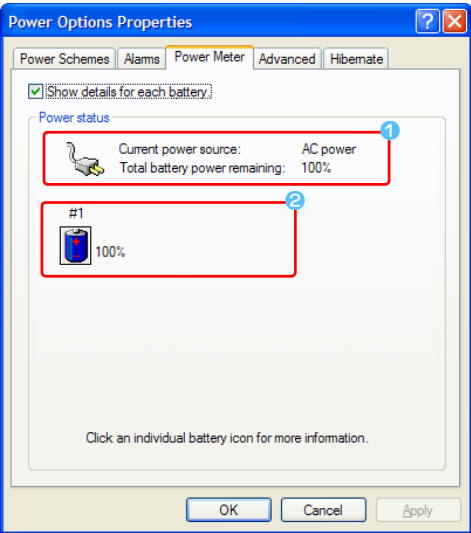 Power Options Properties
Power Schemes Alarms Power Meter Advanced Hibernate
Show details for each battery.
Power status
1
Current power source: AC power
Total battery power remaining: 100%
2
#1
100%
Click an individual battery icon for more information.
OK Cancel Apply